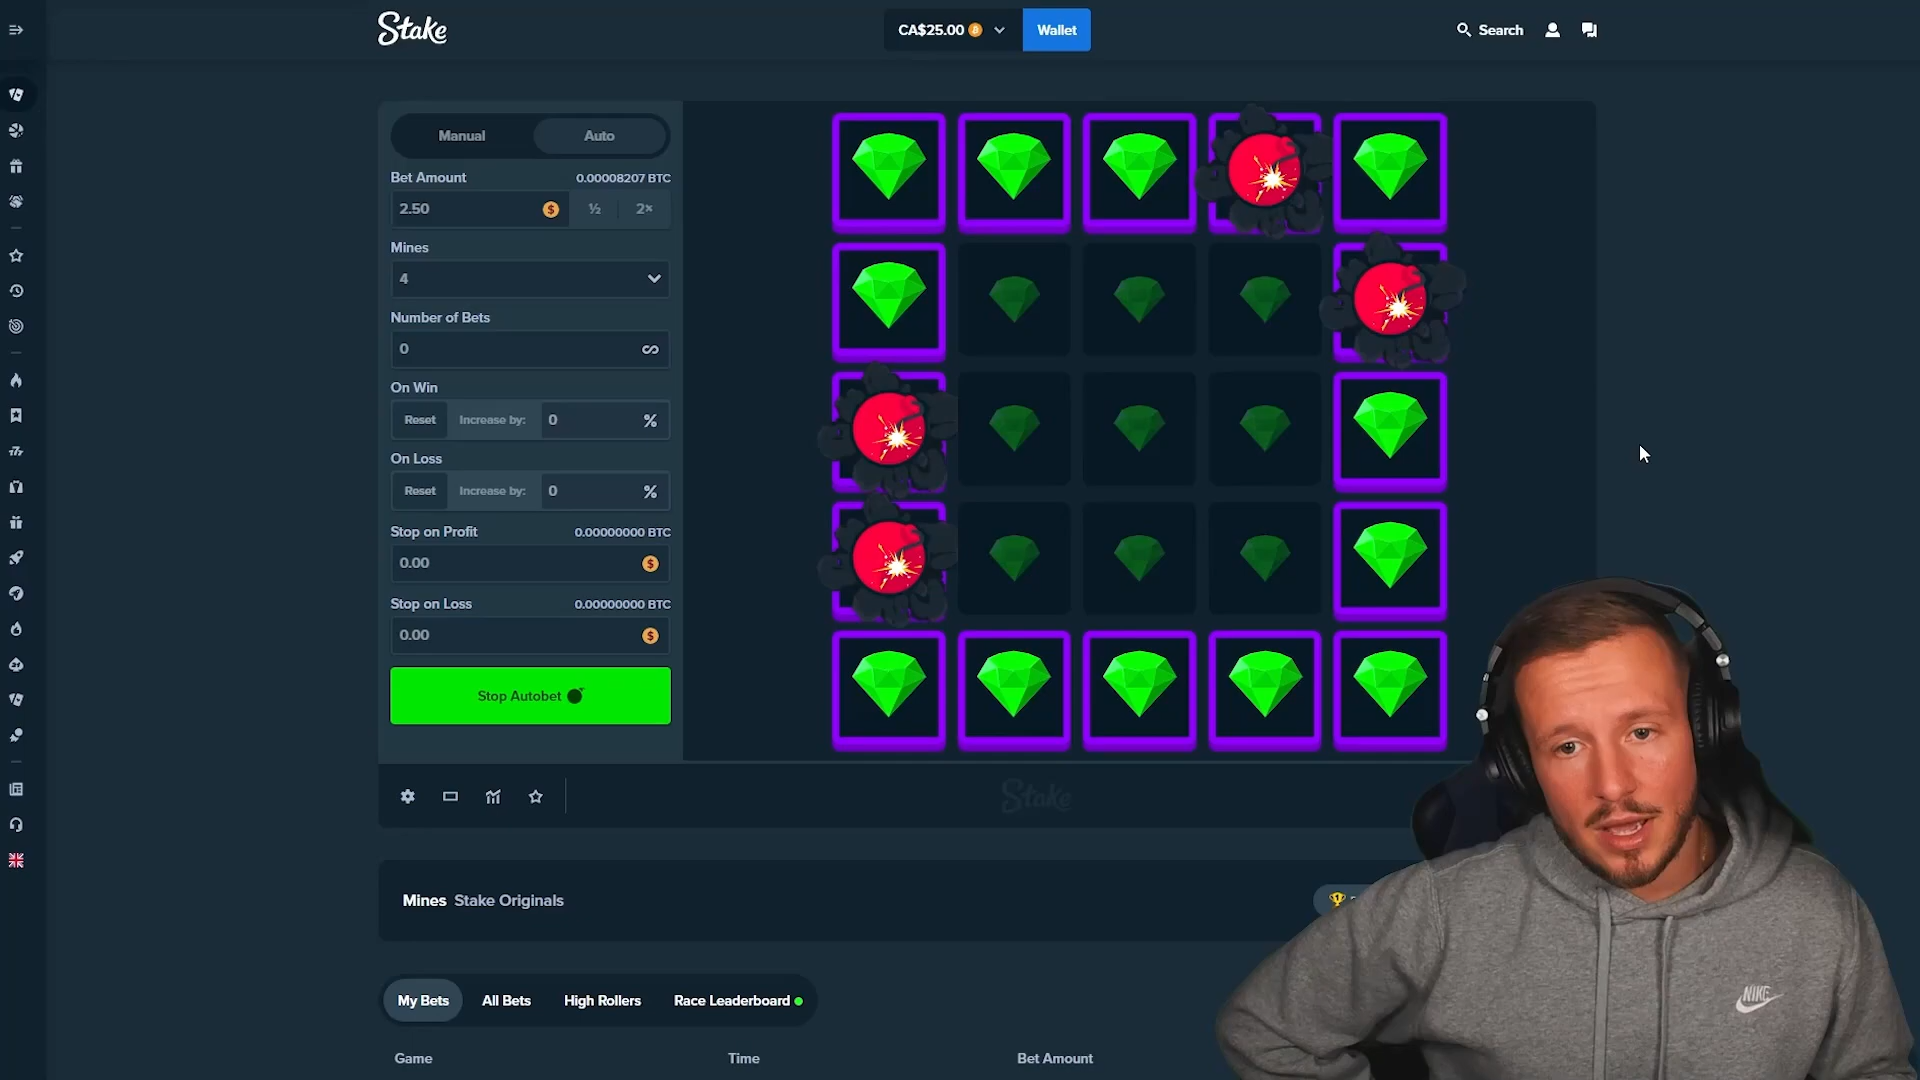 Stake
CA$25.00
Wallet
Search
Manual
Auto
Bet Amount
0.00008207 BTC
2.50
½
2×
Mines
4
Number of Bets
0
On Win
Reset
Increase by:
0
%
On Loss
Reset
Increase by:
0
%
Stop on Profit
0.00000000 BTC
0.00
Stop on Loss
0.00000000 BTC
0.00
Stop Autobet
Stake
Mines Stake Originals
My Bets
All Bets
High Rollers
Race Leaderboard
Game
Time
Bet Amount
NIKE